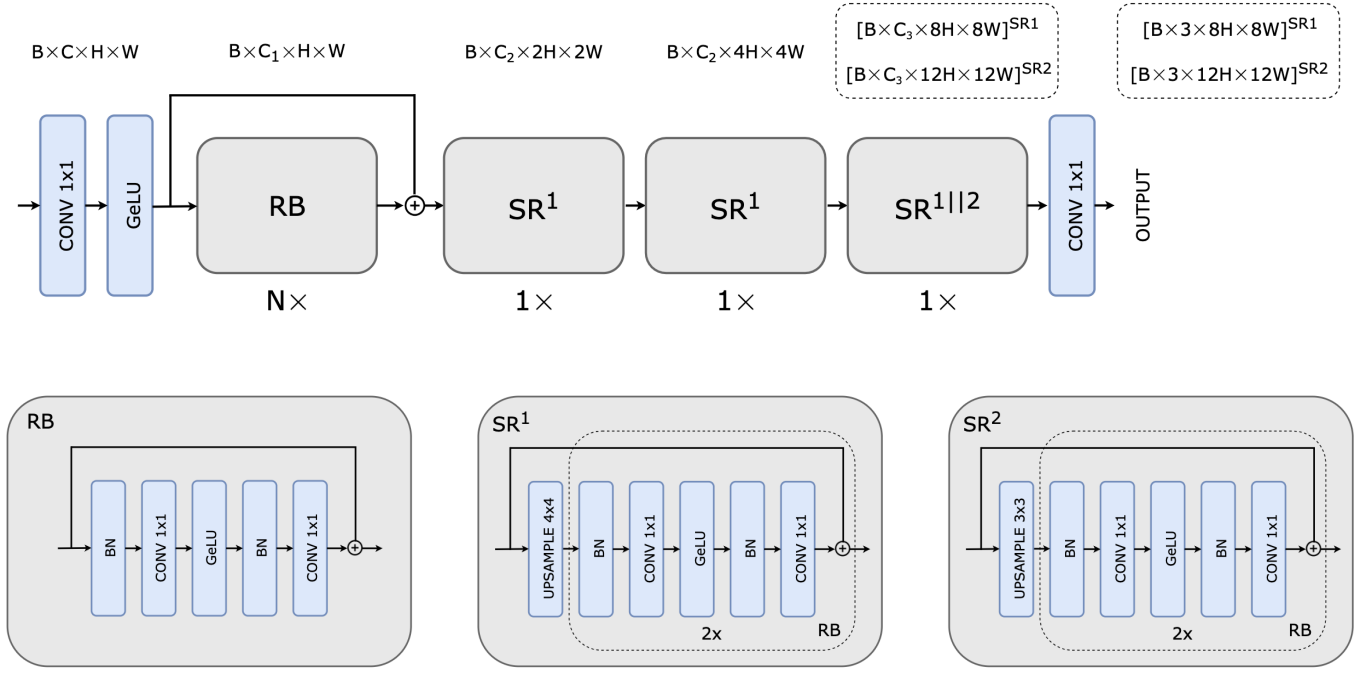 B×C×H×W
B×C₁×H×W
B×C₂×2H×2W
B×C₂×4H×4W
[B×C₃×8H×8W]^SR1
[B×C₃×12H×12W]^SR2
[B×3×8H×8W]^SR1
[B×3×12H×12W]^SR2
CONV 1x1
GeLU
RB
N×
+
SR¹
1×
SR¹
1×
SR¹||²
1×
CONV 1x1
OUTPUT
RB
BN
CONV 1x1
GeLU
BN
CONV 1x1
+
SR¹
UPSAMPLE 4x4
BN
CONV 1x1
GeLU
BN
CONV 1x1
+
2x
RB
SR²
UPSAMPLE 3x3
BN
CONV 1x1
GeLU
BN
CONV 1x1
+
2x
RB